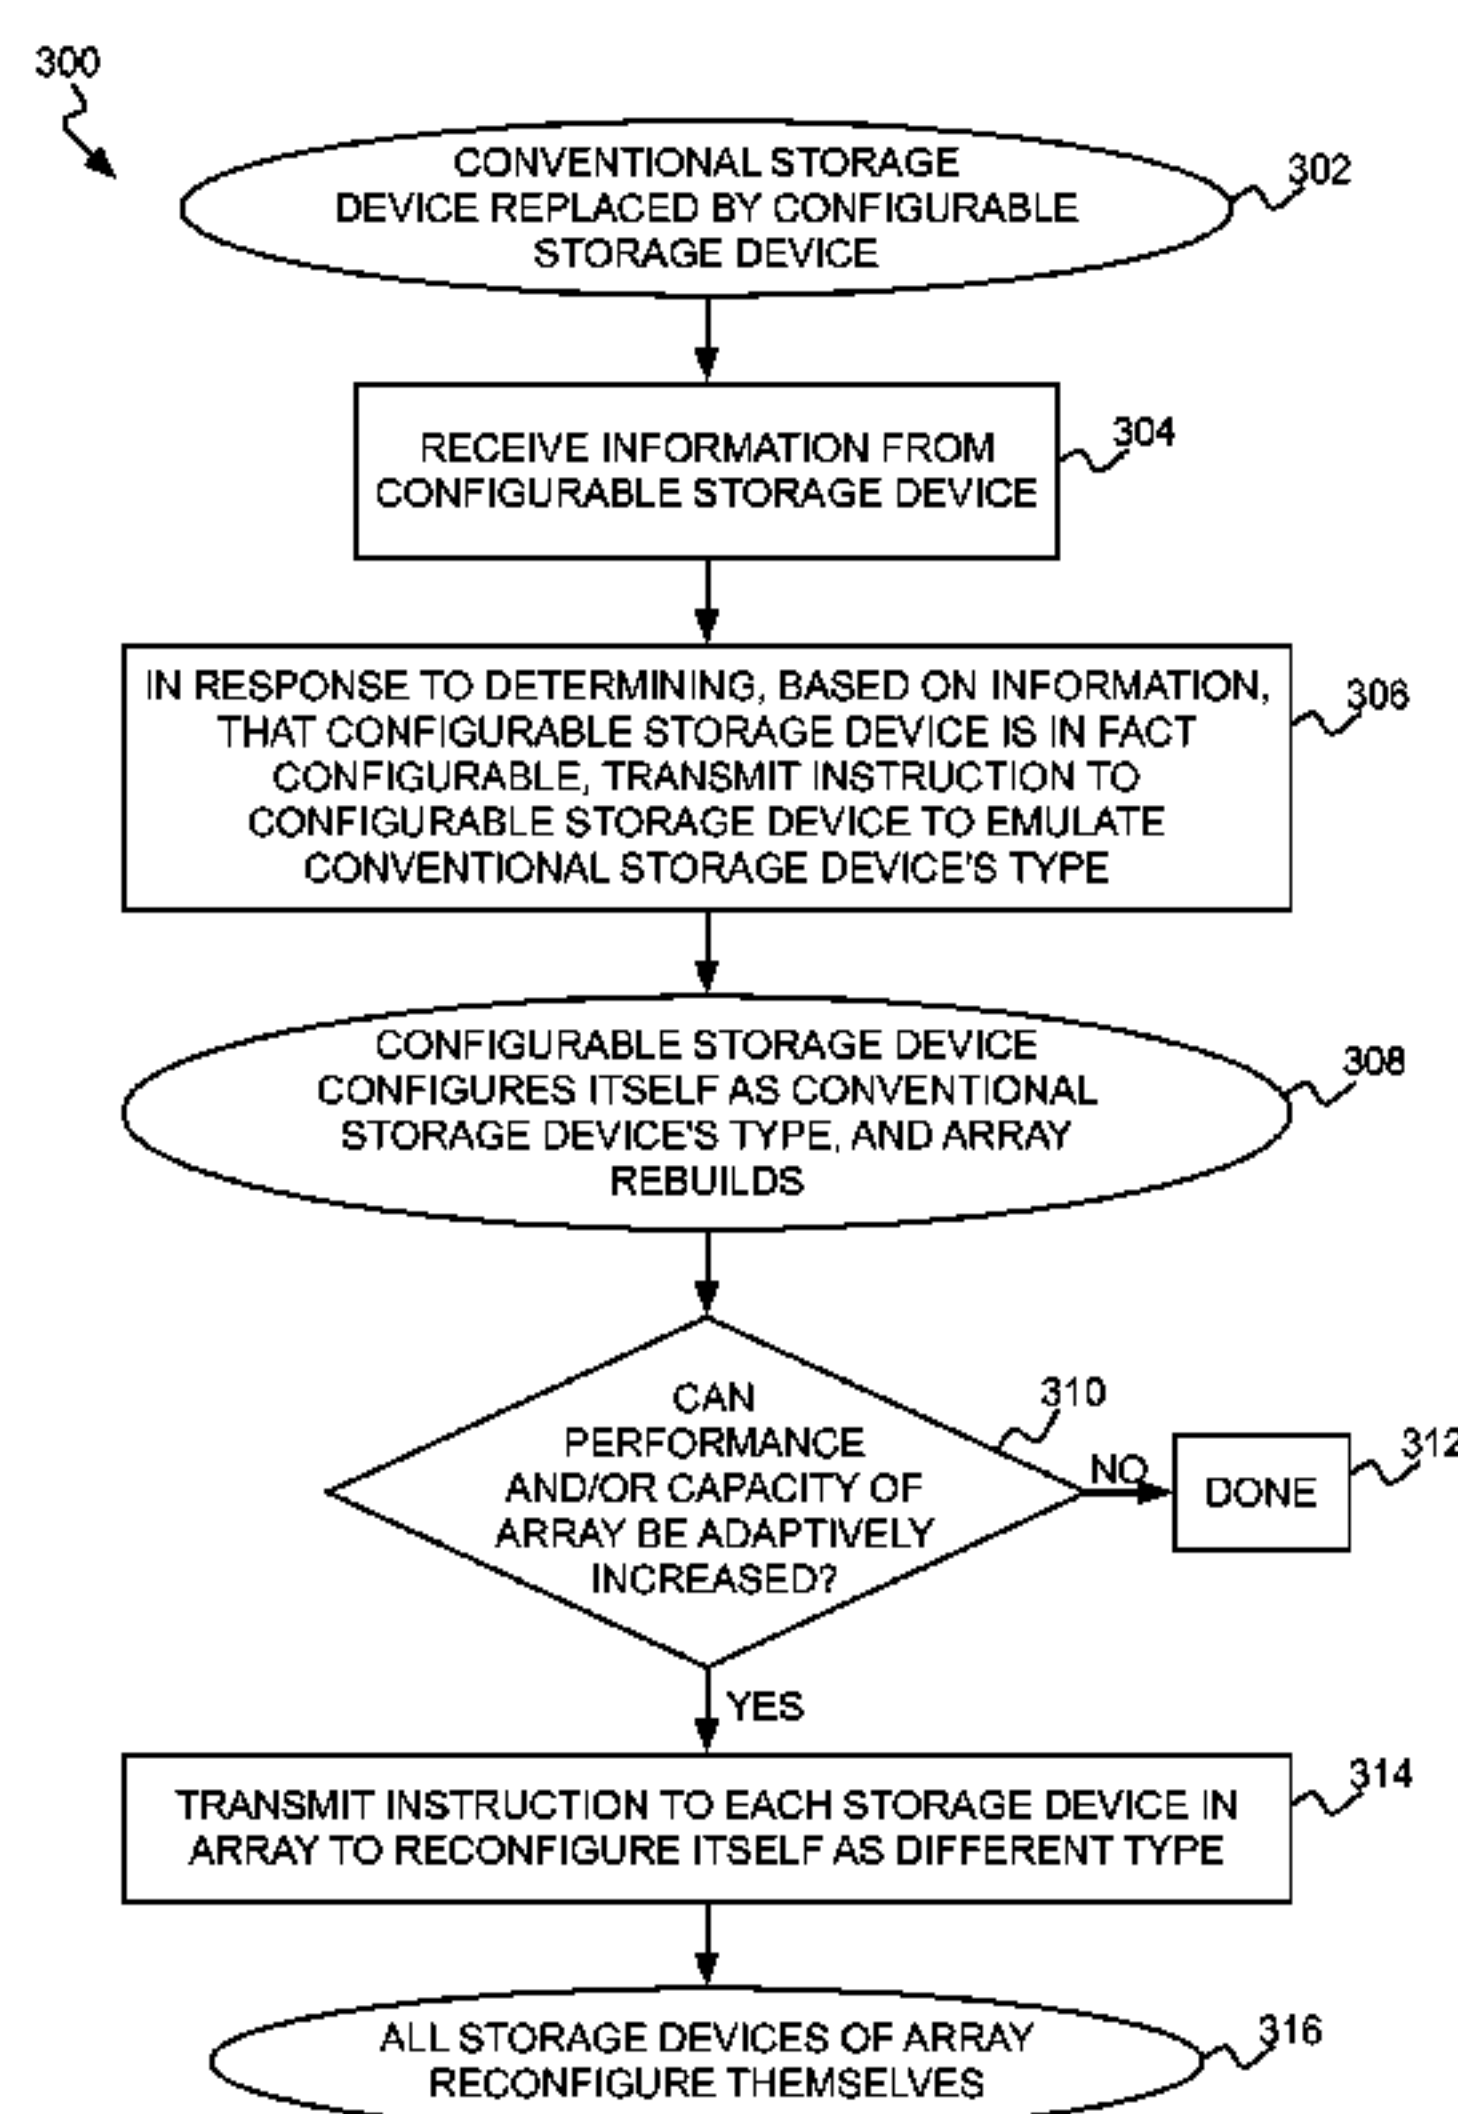 300
CONVENTIONAL STORAGE
DEVICE REPLACED BY CONFIGURABLE
STORAGE DEVICE
302
RECEIVE INFORMATION FROM
CONFIGURABLE STORAGE DEVICE
304
IN RESPONSE TO DETERMINING, BASED ON INFORMATION,
THAT CONFIGURABLE STORAGE DEVICE IS IN FACT
CONFIGURABLE, TRANSMIT INSTRUCTION TO
CONFIGURABLE STORAGE DEVICE TO EMULATE
CONVENTIONAL STORAGE DEVICE'S TYPE
306
CONFIGURABLE STORAGE DEVICE
CONFIGURES ITSELF AS CONVENTIONAL
STORAGE DEVICE'S TYPE, AND ARRAY
REBUILDS
308
CAN
PERFORMANCE
AND/OR CAPACITY OF
ARRAY BE ADAPTIVELY
INCREASED?
310
NO
DONE
312
YES
TRANSMIT INSTRUCTION TO EACH STORAGE DEVICE IN
ARRAY TO RECONFIGURE ITSELF AS DIFFERENT TYPE
314
ALL STORAGE DEVICES OF ARRAY
RECONFIGURE THEMSELVES
316